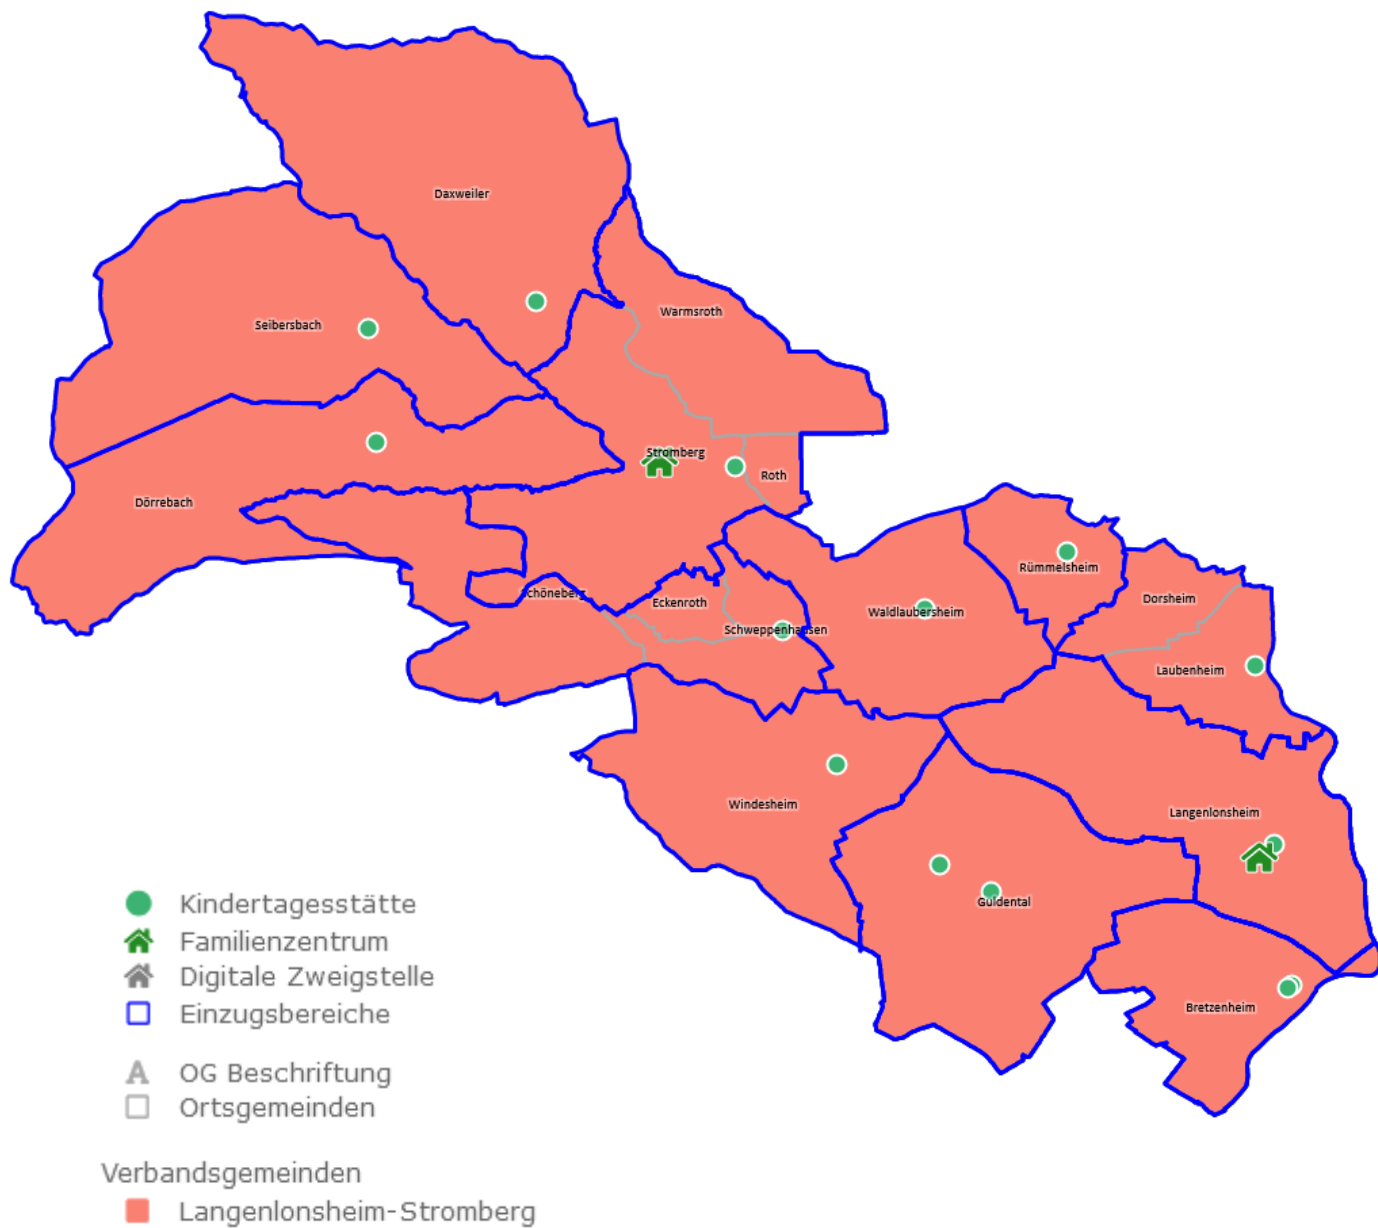 Daxweiler
Warmsroth
Seibersbach
Stromberg
Roth
Dörrebach
Rümmelsheim
Schöneberg
Eckenroth
Dorsheim
Waldlaubersheim
Schweppenhausen
Laubenheim
Windesheim
Langenlonsheim
Guldental
Bretzenheim
Kindertagesstätte
Familienzentrum
Digitale Zweigstelle
Einzugsbereiche
A OG Beschriftung
Ortsgemeinden
Verbandsgemeinden
Langenlonsheim-Stromberg